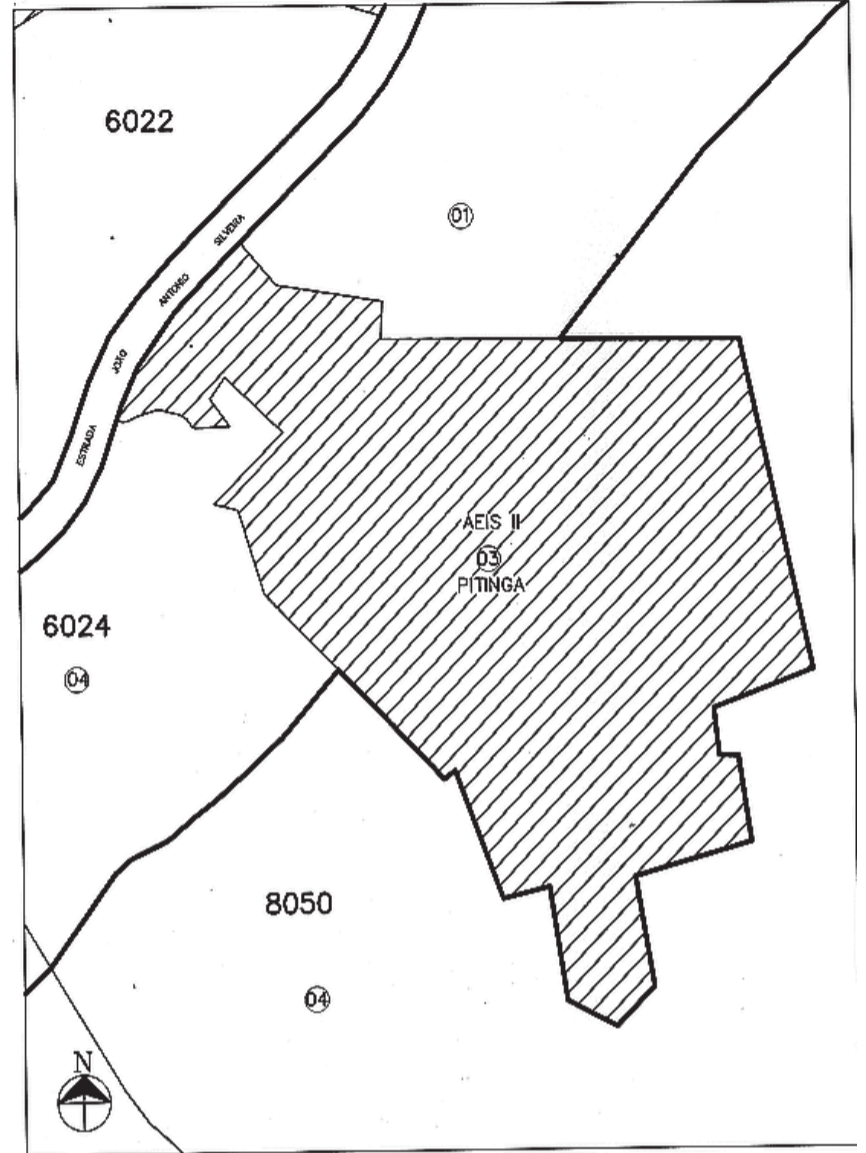 6022
01
SILVEIRA
ANTONIO
JOÃO
ESTRADA
AEIS II
03
PITINGA
6024
04
8050
04
N